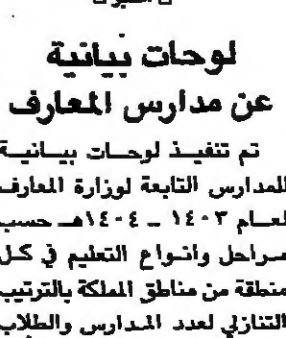 لوحات بيانية
عن مدارس المعارف
تم تنفيذ لوحات بيانية
للمدارس التابعة لوزارة المعارف
لعام ١٤٠٣ _ ١٤٠٤هـ حسب
مراحل وانواع التعليم في كل
منطقة من مناطق المملكة بالترتيب
التنازلي لعدد المدارس والطلاب